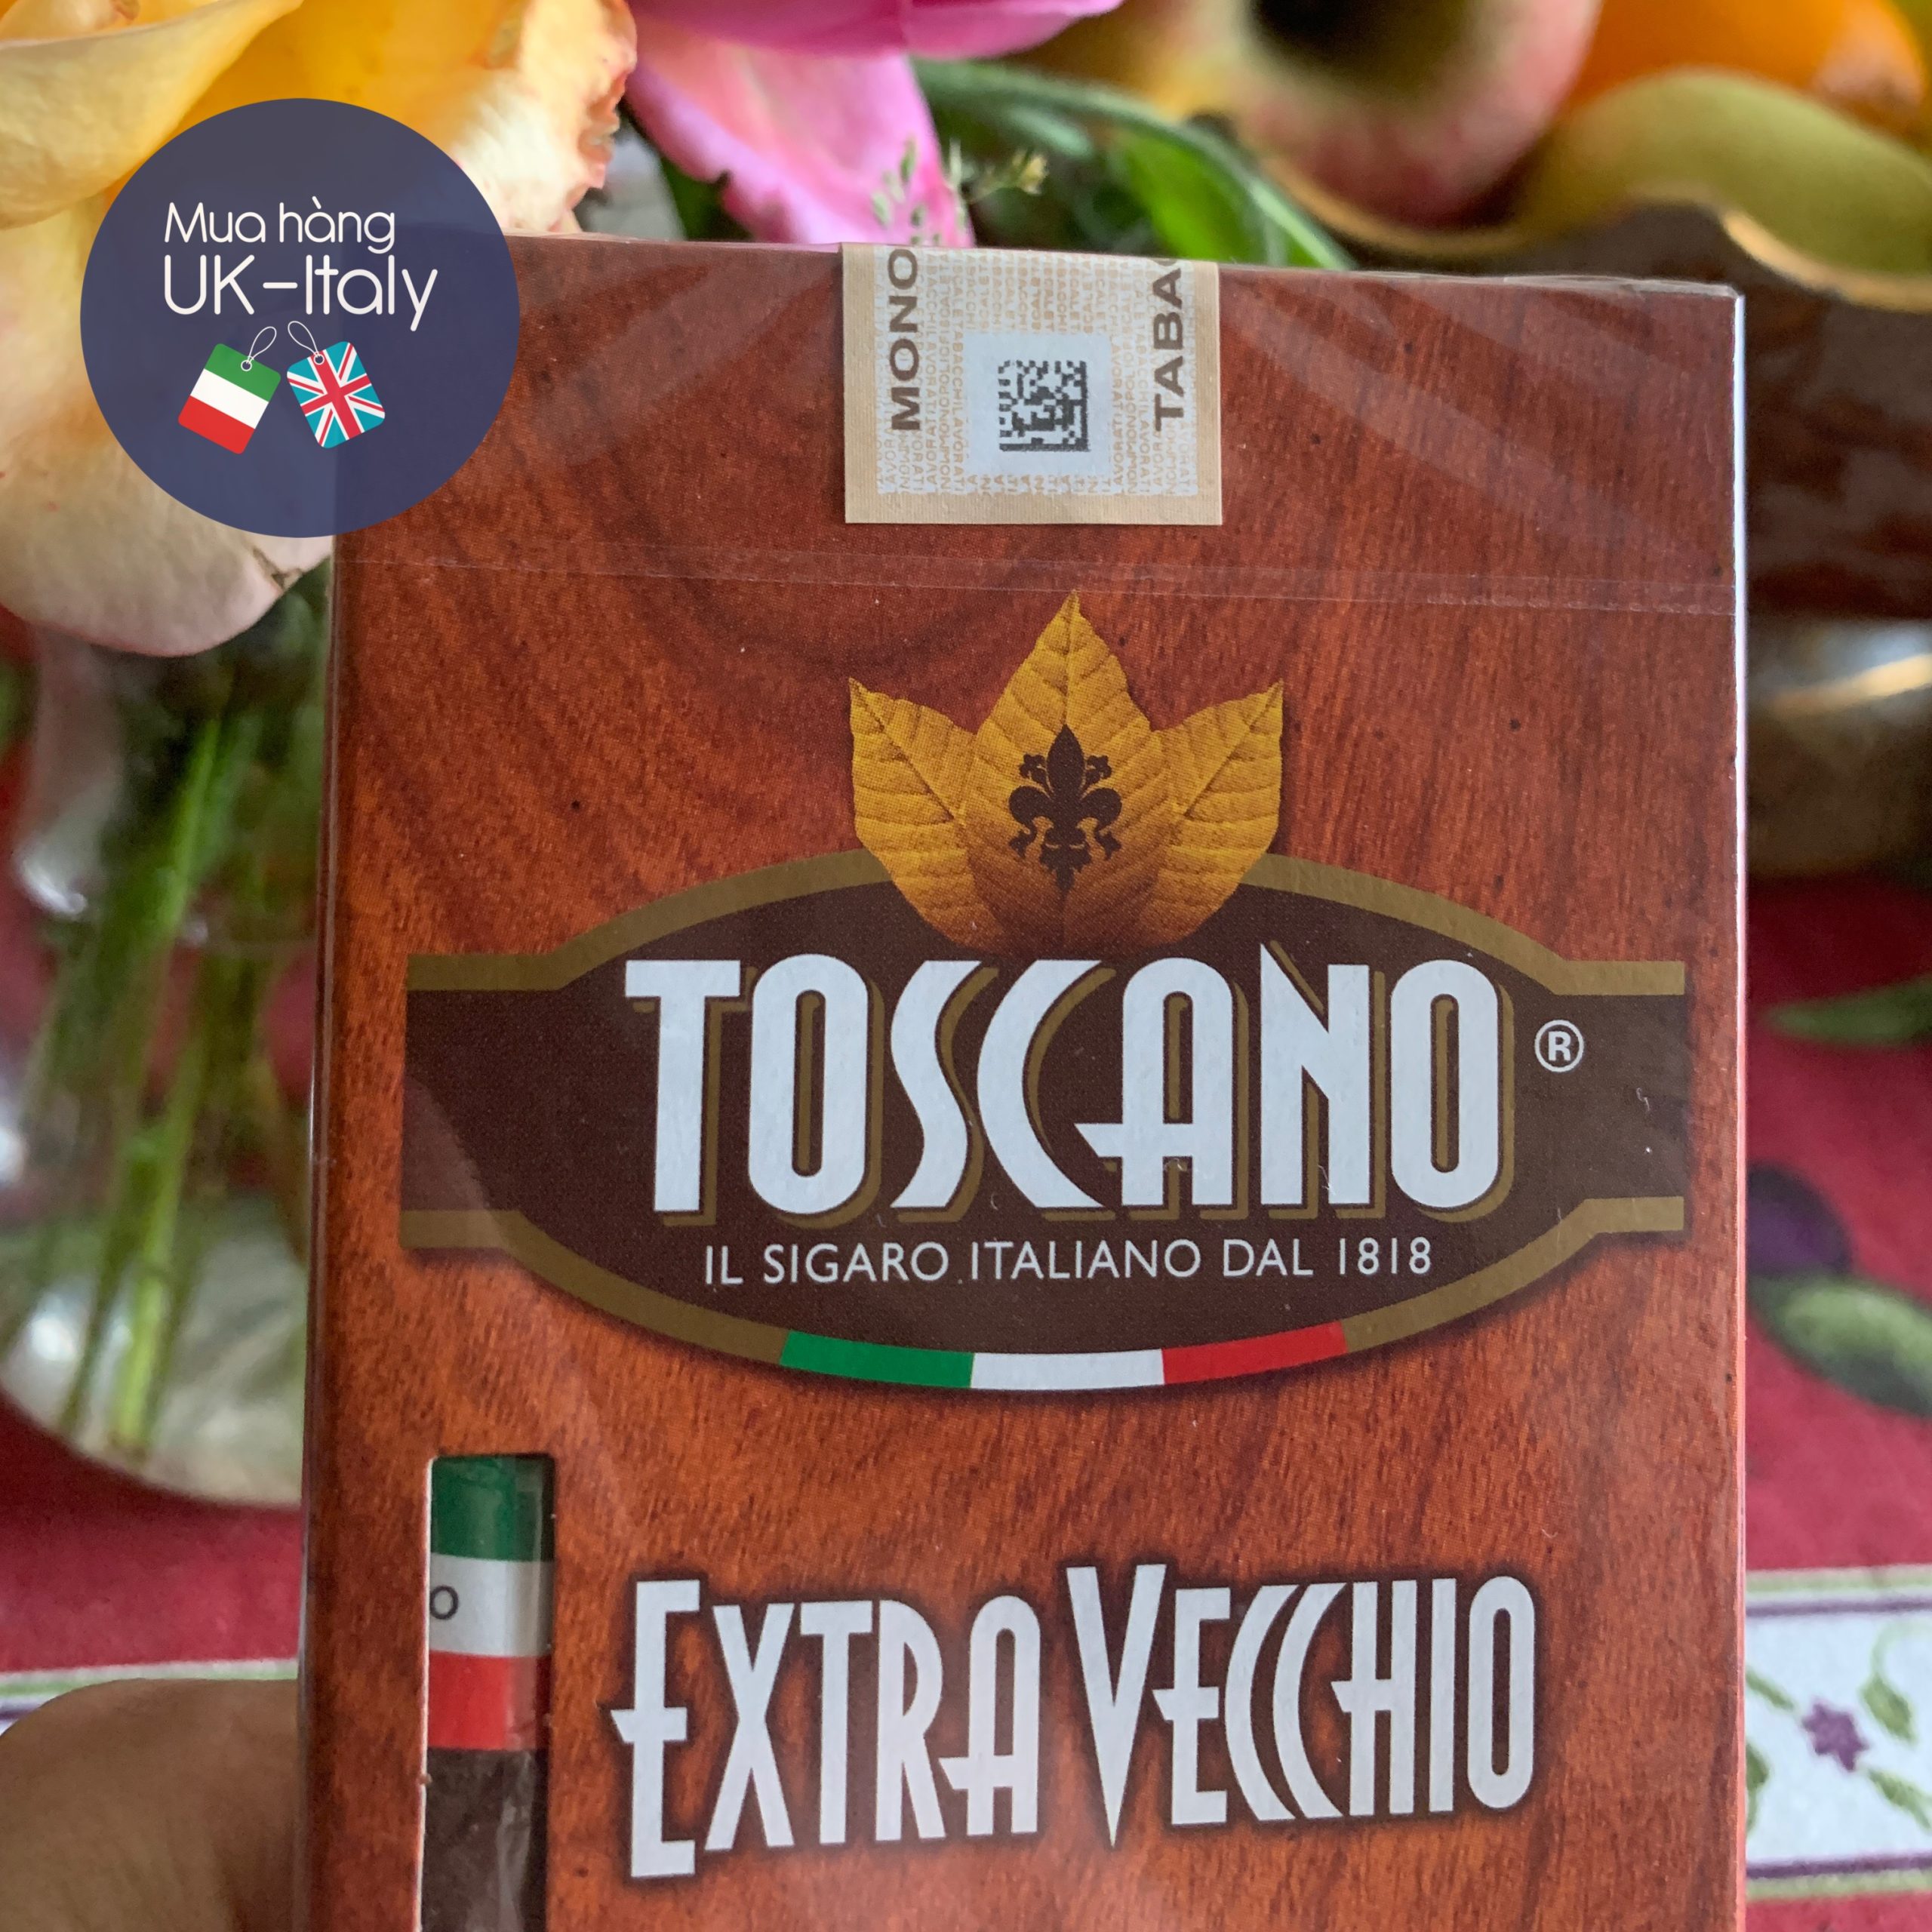 Mua hàng
UK-Italy
MONO
TABA
TOSCANO®
IL SIGARO ITALIANO DAL 1818
O
EXTRA VECCHIO